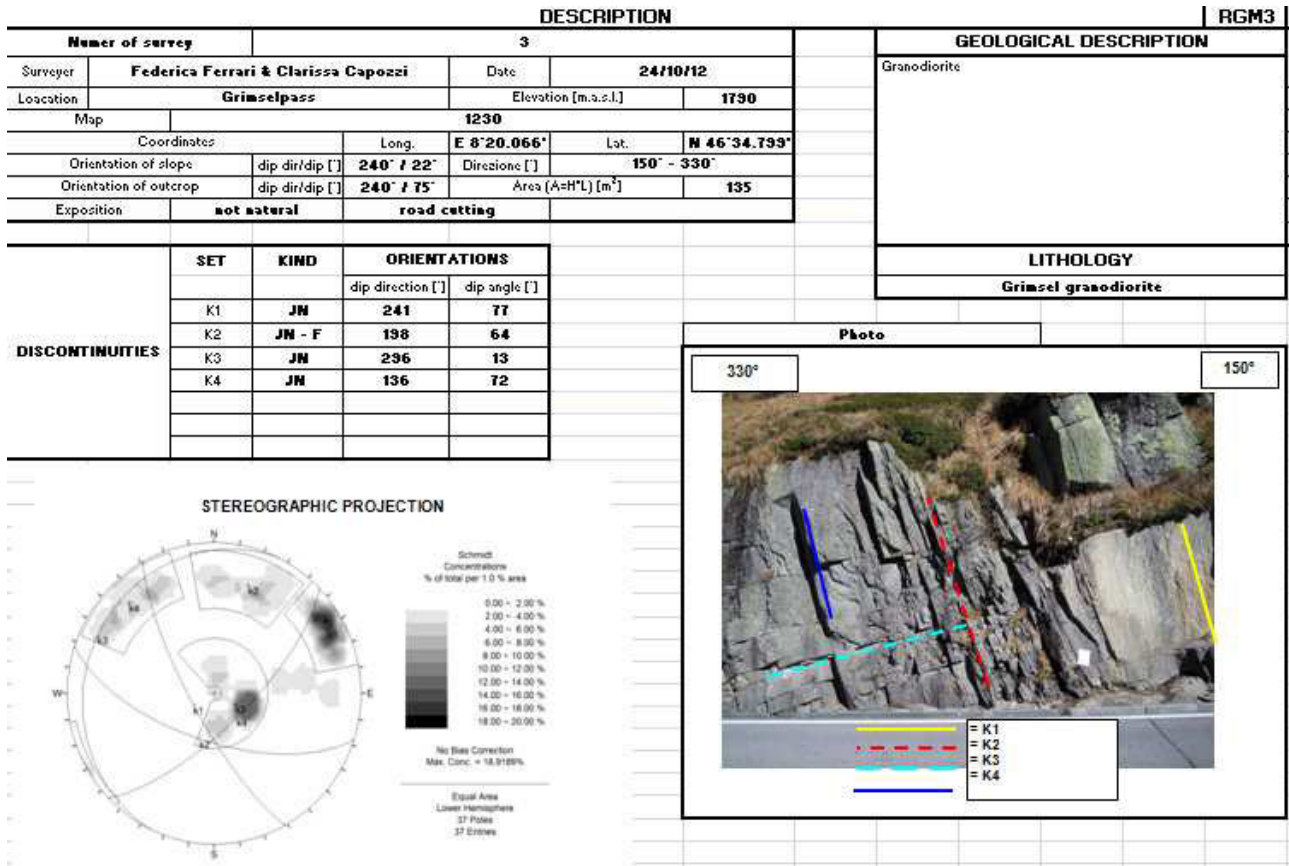 DESCRIPTION RGM3
Numer of survey 3
Surveyer Federica Ferrari & Clarissa Capozzi Date 24/10/12
Loacation Grimselpass Elevation [m.a.s.l.] 1790
Map 1230
Coordinates Long. E 8°20.066' Lat. N 46°34.799'
Orientation of slope dip dir/dip [°] 240° / 22° Direzione [°] 150° - 330°
Orientation of outcrop dip dir/dip [°] 240° / 75° Area (A=H*L) [m²] 135
Exposition not natural road cutting
GEOLOGICAL DESCRIPTION
Granodiorite
LITHOLOGY
Grimsel granodiorite
DISCONTINUITIES
SET KIND ORIENTATIONS
dip direction [°] dip angle [°]
K1 JN 241 77
K2 JN - F 198 64
K3 JN 296 13
K4 JN 136 72
Photo
330° 150°
= K1
= K2
= K3
= K4
STEREOGRAPHIC PROJECTION
N
W
E
S
k4
k2
k3
k1
Schmidt
Concentrations
% of total per 1.0 % area
0.00 ~ 2.00 %
2.00 ~ 4.00 %
4.00 ~ 6.00 %
6.00 ~ 8.00 %
8.00 ~ 10.00 %
10.00 ~ 12.00 %
12.00 ~ 14.00 %
14.00 ~ 16.00 %
16.00 ~ 18.00 %
18.00 ~ 20.00 %
No Bias Correction
Max. Conc. = 18.9189%
Equal Area
Lower Hemisphere
37 Poles
37 Entries